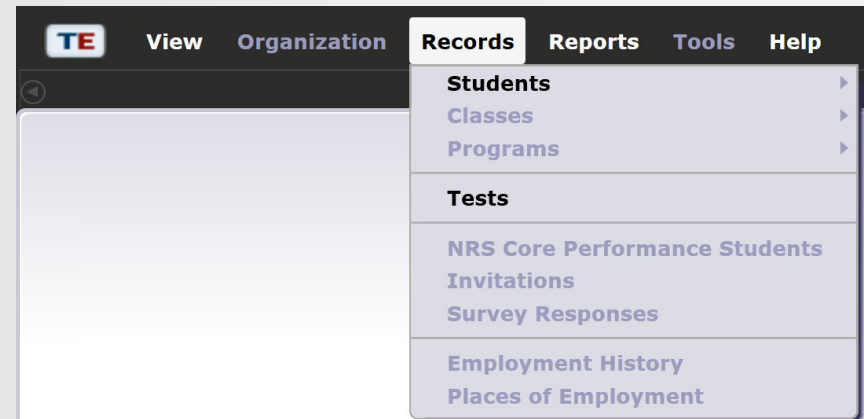 TE View Organization Records Reports Tools Help
Students
Classes
Programs
Tests
NRS Core Performance Students
Invitations
Survey Responses
Employment History
Places of Employment